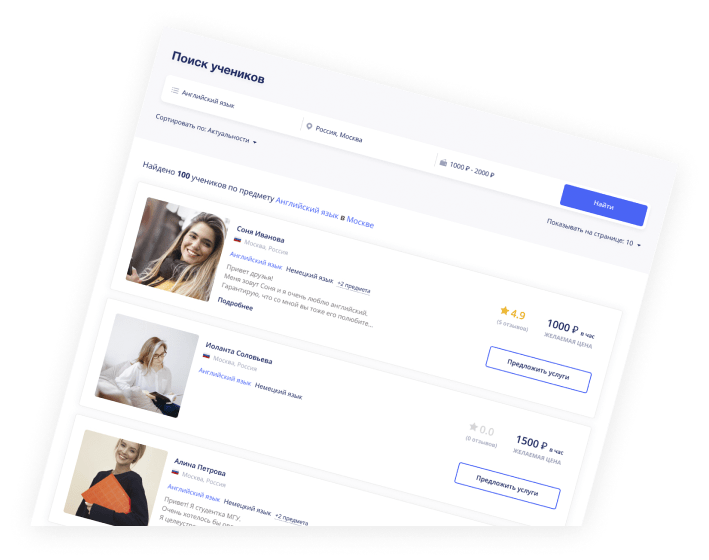 Поиск учеников
Английский язык
Россия, Москва
1000 ₽ - 2000 ₽
Найти
Сортировать по: Актуальности
Показывать на странице: 10
Найдено 100 учеников по предмету Английский язык в Москве
Соня Иванова
Москва, Россия
Английский язык Немецкий язык +2 предмета
Привет друзья!
Меня зовут Соня и я очень люблю английский.
Гарантирую, что со мной вы тоже его полюбите...
Подробнее
4.9
(5 отзывов)
1000 ₽ в час
ЖЕЛАЕМАЯ ЦЕНА
Предложить услуги
Иоланта Соловьева
Москва, Россия
Английский язык Немецкий язык
0.0
(0 отзывов)
1500 ₽ в час
ЖЕЛАЕМАЯ ЦЕНА
Предложить услуги
Алина Петрова
Москва, Россия
Английский язык Немецкий язык +2 предмета
Привет! Я студентка МГУ.
Очень хотелось бы
Я целеуст